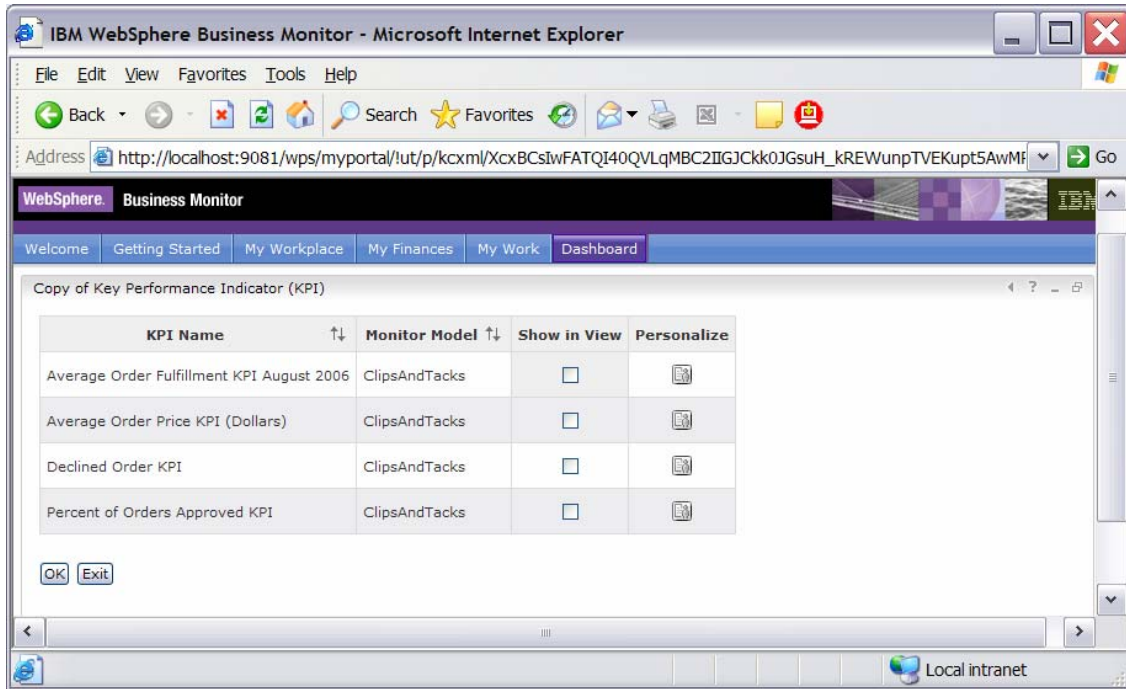 IBM WebSphere Business Monitor - Microsoft Internet Explorer
File Edit View Favorites Tools Help
Back Search Favorites
Address http://localhost:9081/wps/myportal/!ut/p/kcxml/ Go
WebSphere. Business Monitor IBM
Welcome Getting Started My Workplace My Finances My Work Dashboard
Copy of Key Performance Indicator (KPI) ?
KPI Name Monitor Model Show in View Personalize
Average Order Fulfillment KPI August 2006 ClipsAndTacks
Average Order Price KPI (Dollars) ClipsAndTacks
Declined Order KPI ClipsAndTacks
Percent of Orders Approved KPI ClipsAndTacks
OK Exit
Local intranet